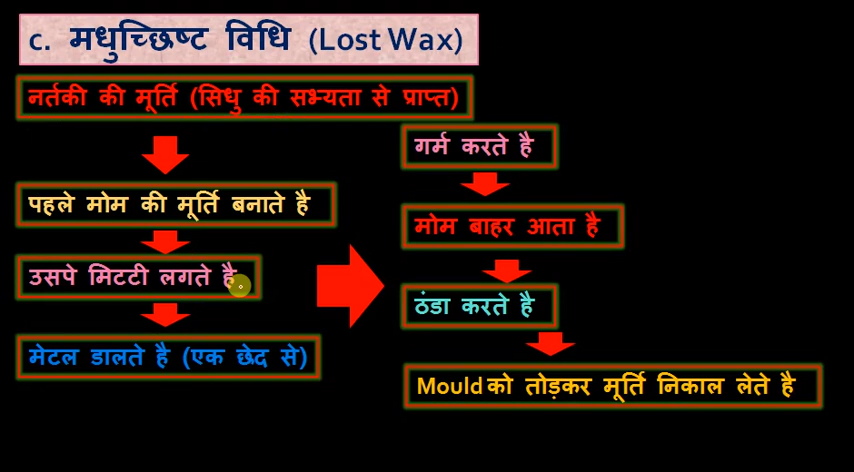 c. मधुच्छिष्ट विधि (Lost Wax)
नर्तकी की मूर्ति (सिधु की सभ्यता से प्राप्त)
पहले मोम की मूर्ति बनाते है
उसपे मिटटी लगते है
मेटल डालते है (एक छेद से)
गर्म करते है
मोम बाहर आता है
ठंडा करते है
Mould को तोड़कर मूर्ति निकाल लेते है